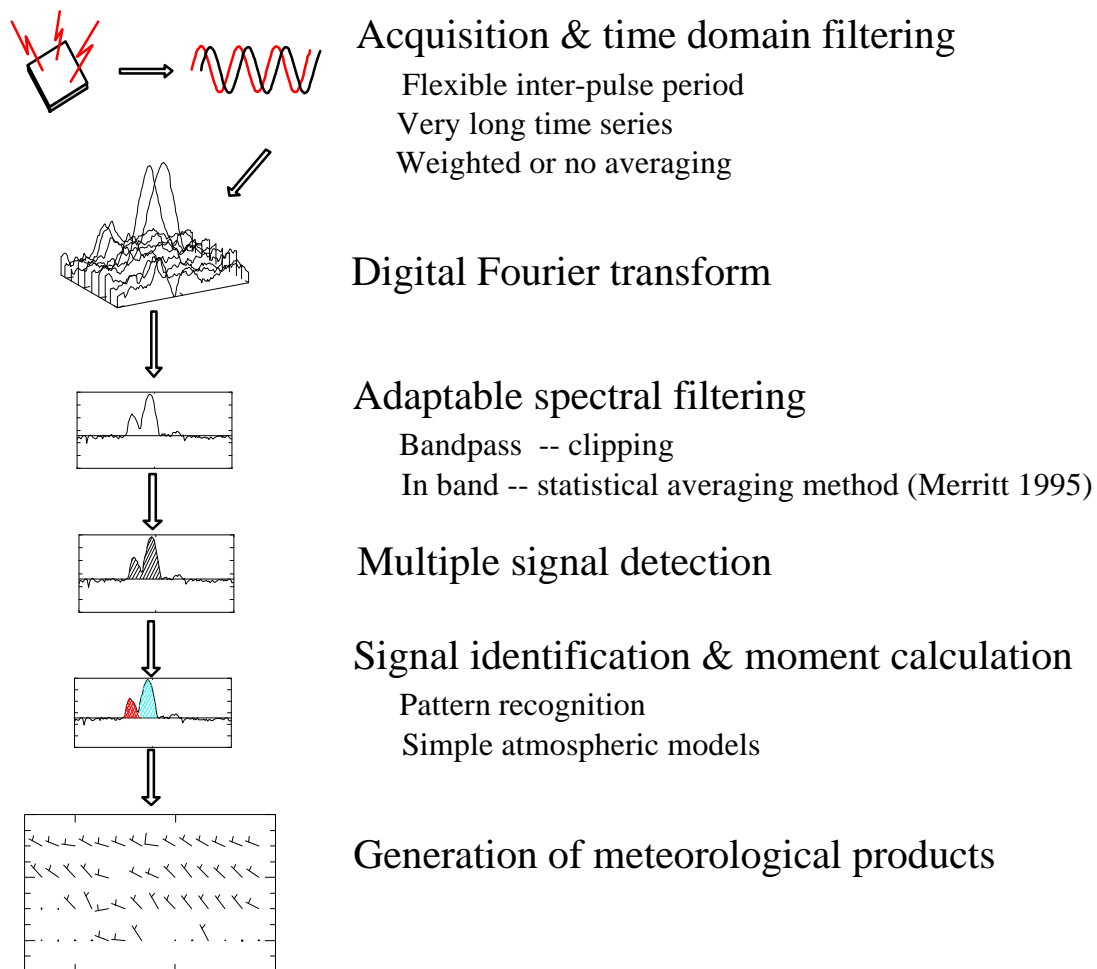 Acquisition & time domain filtering
Flexible inter-pulse period
Very long time series
Weighted or no averaging
Digital Fourier transform
Adaptable spectral filtering
Bandpass -- clipping
In band -- statistical averaging method (Merritt 1995)
Multiple signal detection
Signal identification & moment calculation
Pattern recognition
Simple atmospheric models
Generation of meteorological products